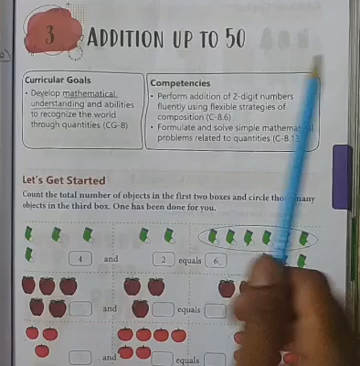 3 ADDITION UP TO 50
Curricular Goals
• Develop mathematical
understanding and abilities
to recognize the world
through quantities (CG-8)
Competencies
• Perform addition of 2-digit numbers
fluently using flexible strategies of
composition (C-8.6)
• Formulate and solve simple
problems related to quantities
Let's Get Started
Count the total number of objects in the first two boxes and circle many
objects in the third box. One has been done for you.
4 and 2 equals 6
and equals
and equals